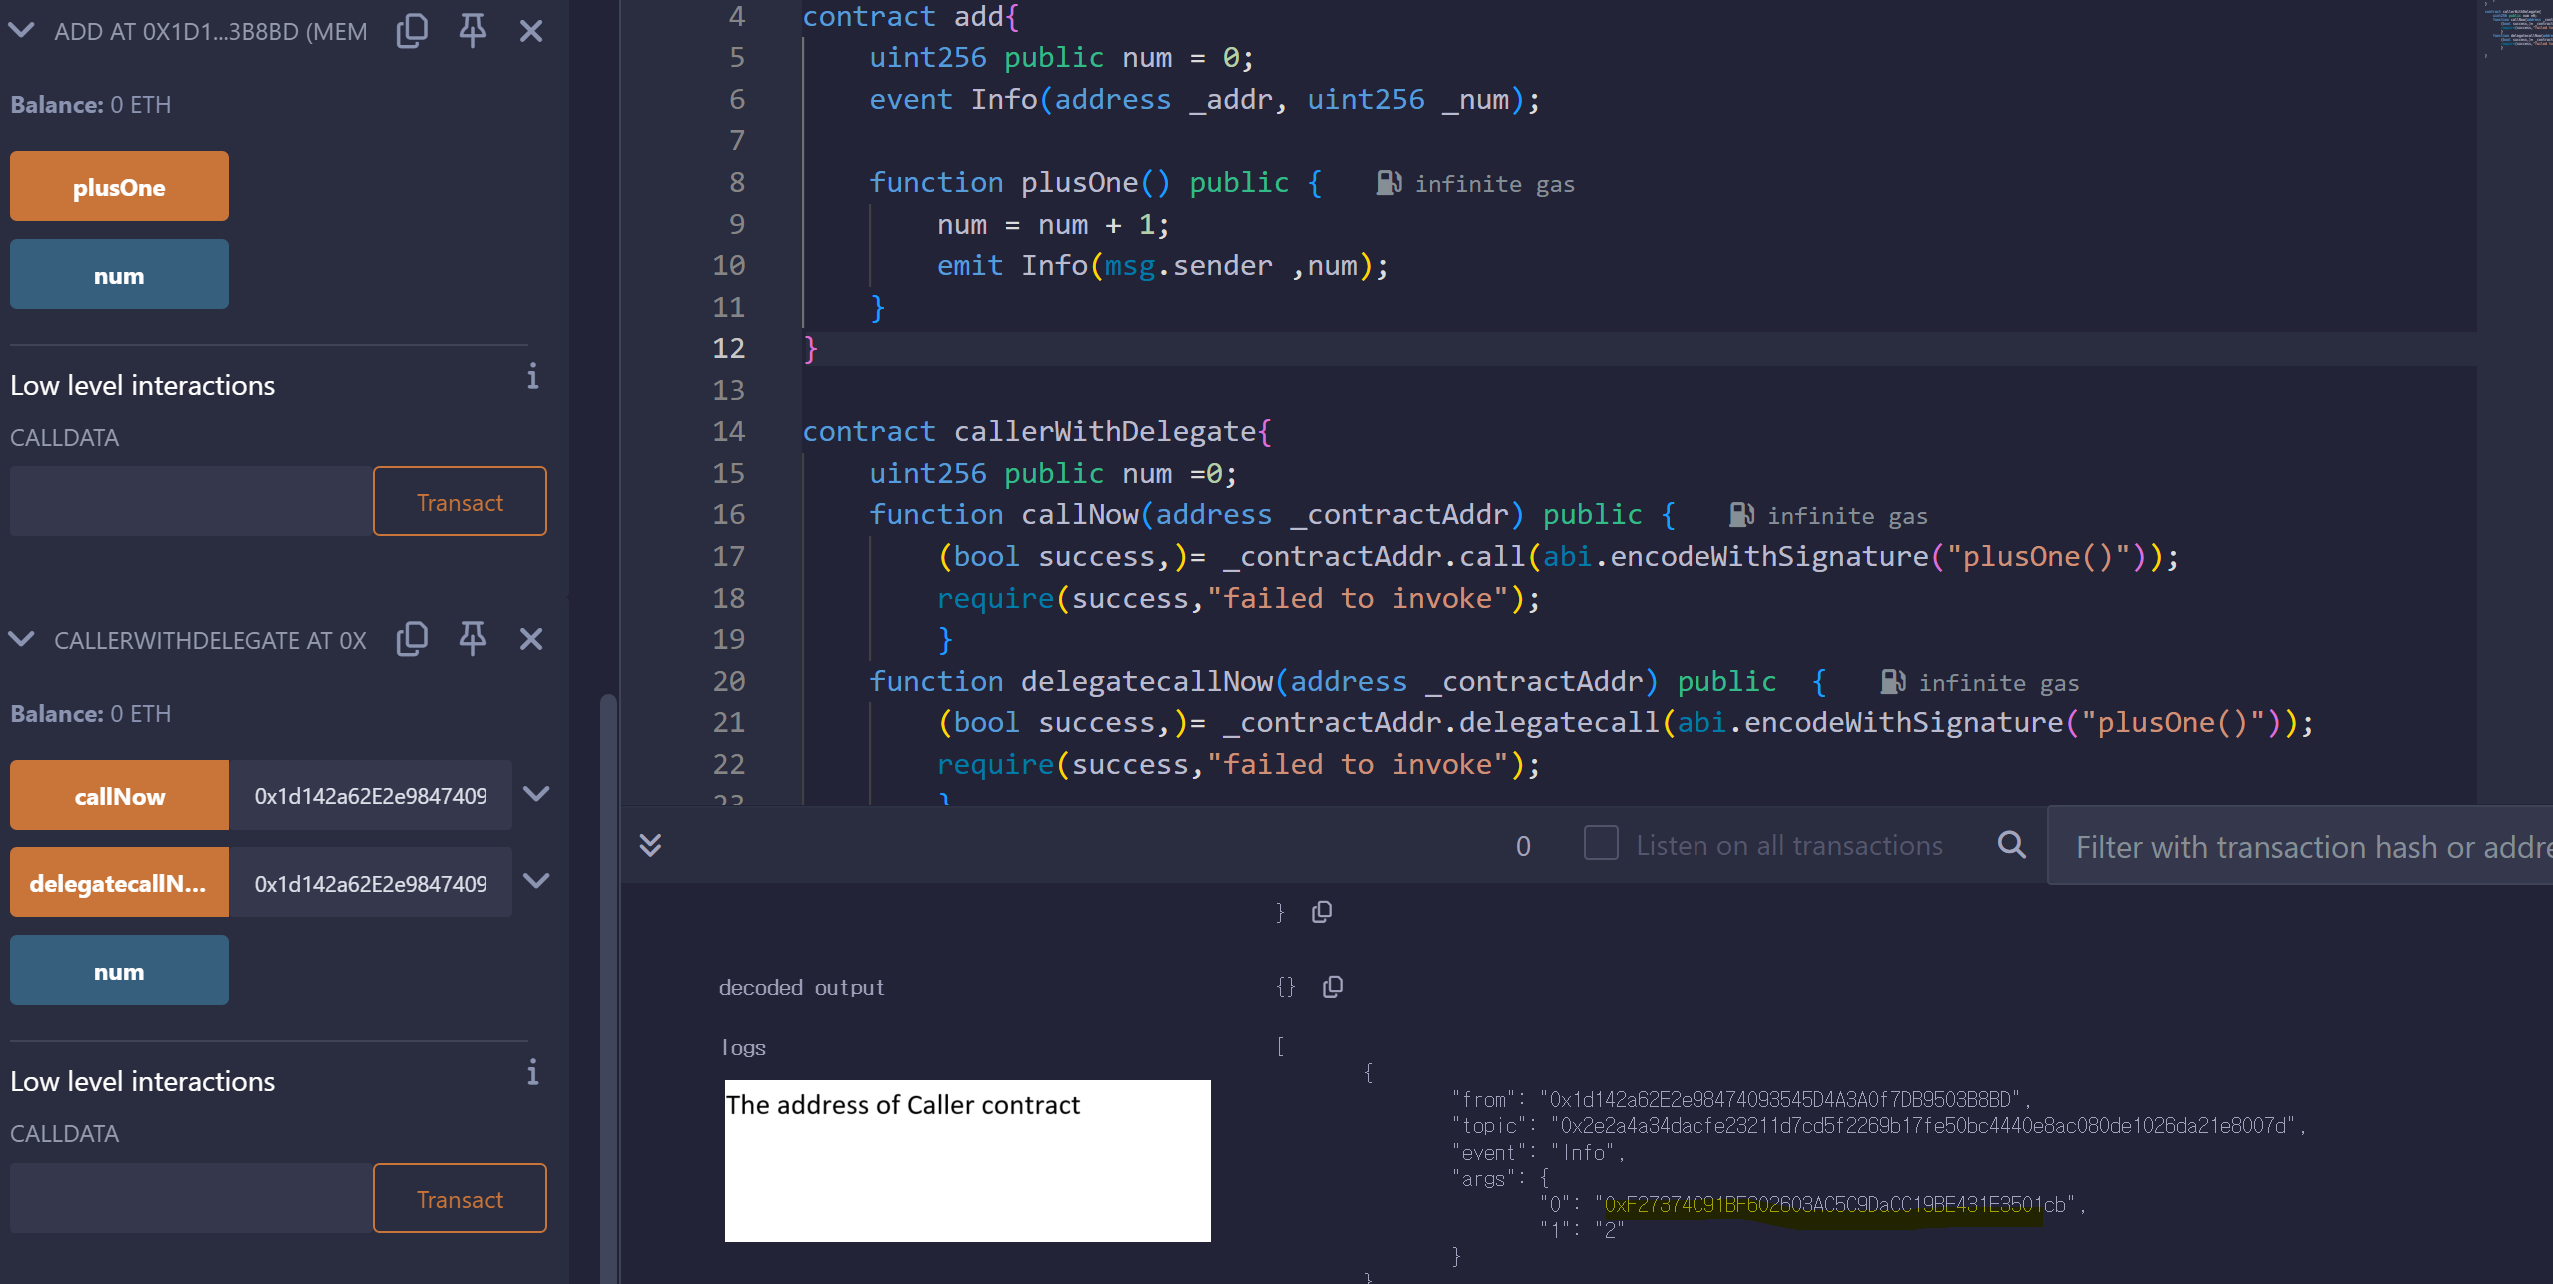 ADD AT 0X1D1...3B8BD (MEM
Balance: 0 ETH
plusOne
num
Low level interactions
i
CALLDATA
Transact
CALLERWITHDELEGATE AT 0X
Balance: 0 ETH
callNow 0x1d142a62E2e9847409
delegatecallN... 0x1d142a62E2e9847409
num
Low level interactions
i
CALLDATA
Transact
4 contract add{
5 uint256 public num = 0;
6 event Info(address _addr, uint256 _num);
7
8 function plusOne() public { infinite gas
9 num = num + 1;
10 emit Info(msg.sender ,num);
11 }
12 }
13
14 contract callerWithDelegate{
15 uint256 public num =0;
16 function callNow(address _contractAddr) public { infinite gas
17 (bool success,)= _contractAddr.call(abi.encodeWithSignature("plusOne()"));
18 require(success,"failed to invoke");
19 }
20 function delegatecallNow(address _contractAddr) public { infinite gas
21 (bool success,)= _contractAddr.delegatecall(abi.encodeWithSignature("plusOne()"));
22 require(success,"failed to invoke");
23 }
0 Listen on all transactions Filter with transaction hash or addre
}
decoded output {}
logs [
The address of Caller contract
{
"from": "0x1d142a62E2e98474093545D4A3A0f7DB9503B8BD",
"topic": "0x2e2a4a34dacfe23211d7cd5f2269b17fe50bc4440e8ac080de1026da21e8007d",
"event": "Info",
"args": {
"0": "0xF27374C91BF602603AC5C9DaCC19BE431E3501cb",
"1": "2"
}
}